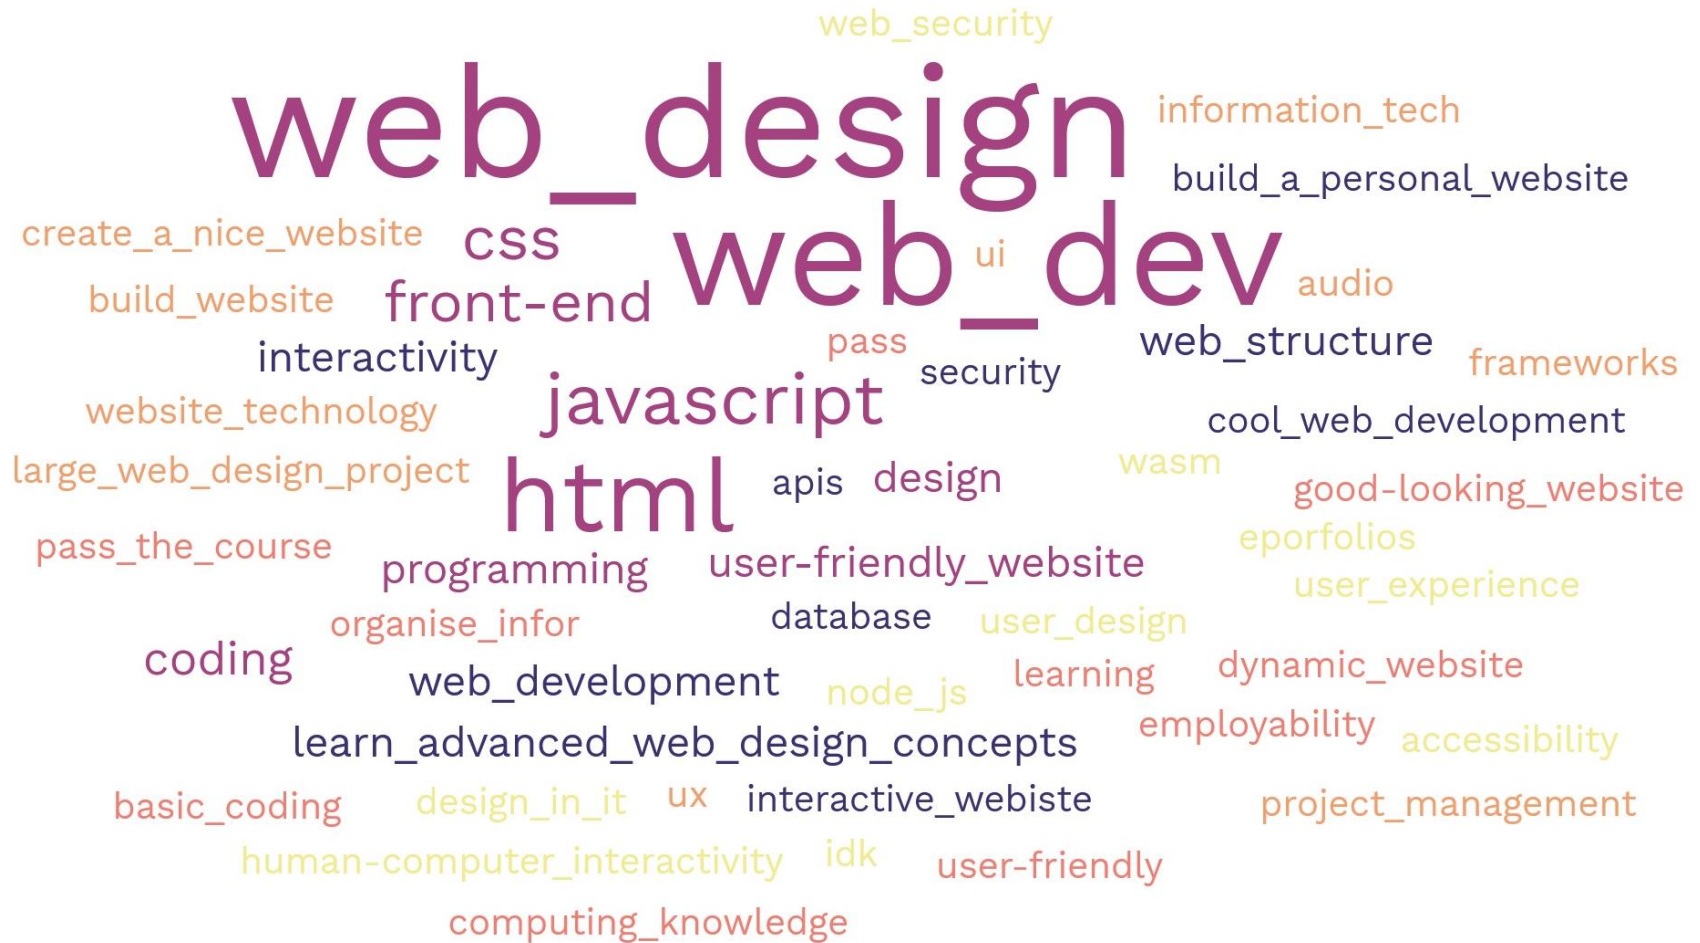 web_security
web_design
information_tech
build_a_personal_website
create_a_nice_website
css
web_dev
ui
audio
build_website
front-end
interactivity
pass
security
web_structure
frameworks
website_technology
javascript
cool_web_development
large_web_design_project
html
apis
design
wasm
good-looking_website
pass_the_course
programming
user-friendly_website
eporfolios
user_experience
organise_infor
database
user_design
coding
web_development
node_js
learning
dynamic_website
learn_advanced_web_design_concepts
employability
accessibility
basic_coding
design_in_it
ux
interactive_webiste
project_management
human-computer_interactivity
idk
user-friendly
computing_knowledge